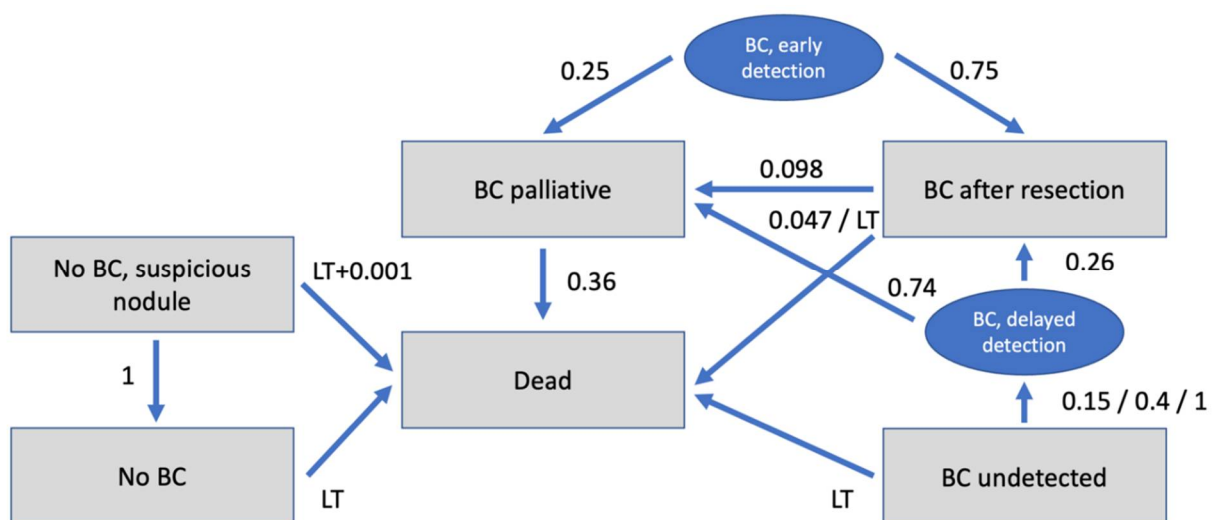 BC, early
detection
0.25
0.75
BC palliative
0.098
BC after resection
0.047 / LT
No BC, suspicious
nodule
LT+0.001
0.36
0.74
0.26
BC, delayed
detection
Dead
1
0.15 / 0.4 / 1
No BC
LT
LT
BC undetected